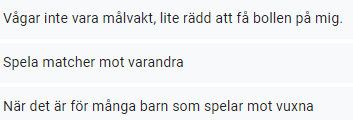 Vågar inte vara målvakt, lite rädd att få bollen på mig.
Spela matcher mot varandra
När det är för många barn som spelar mot vuxna